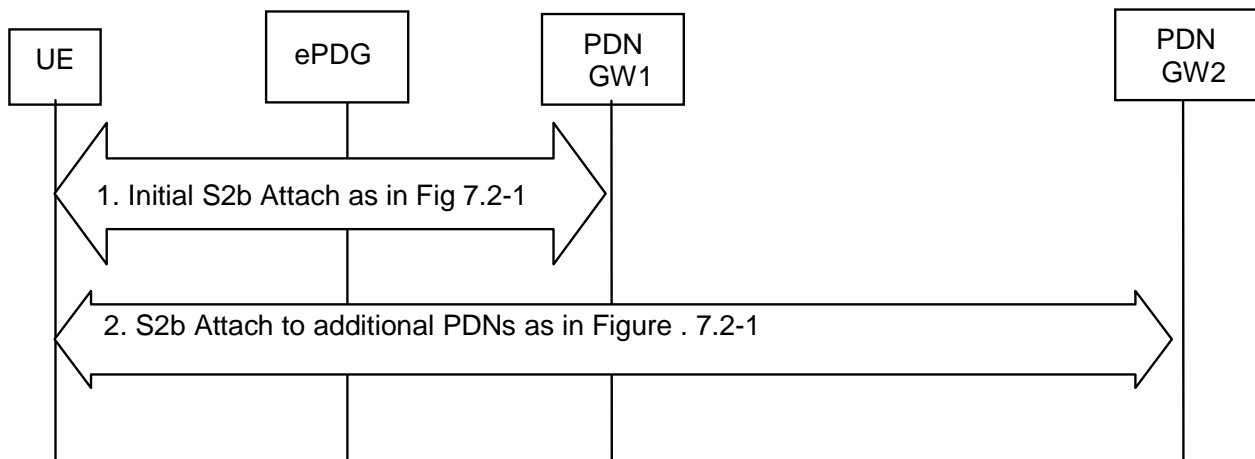 UE
ePDG
PDN
GW1
PDN
GW2
1. Initial S2b Attach as in Fig 7.2-1
2. S2b Attach to additional PDNs as in Figure . 7.2-1